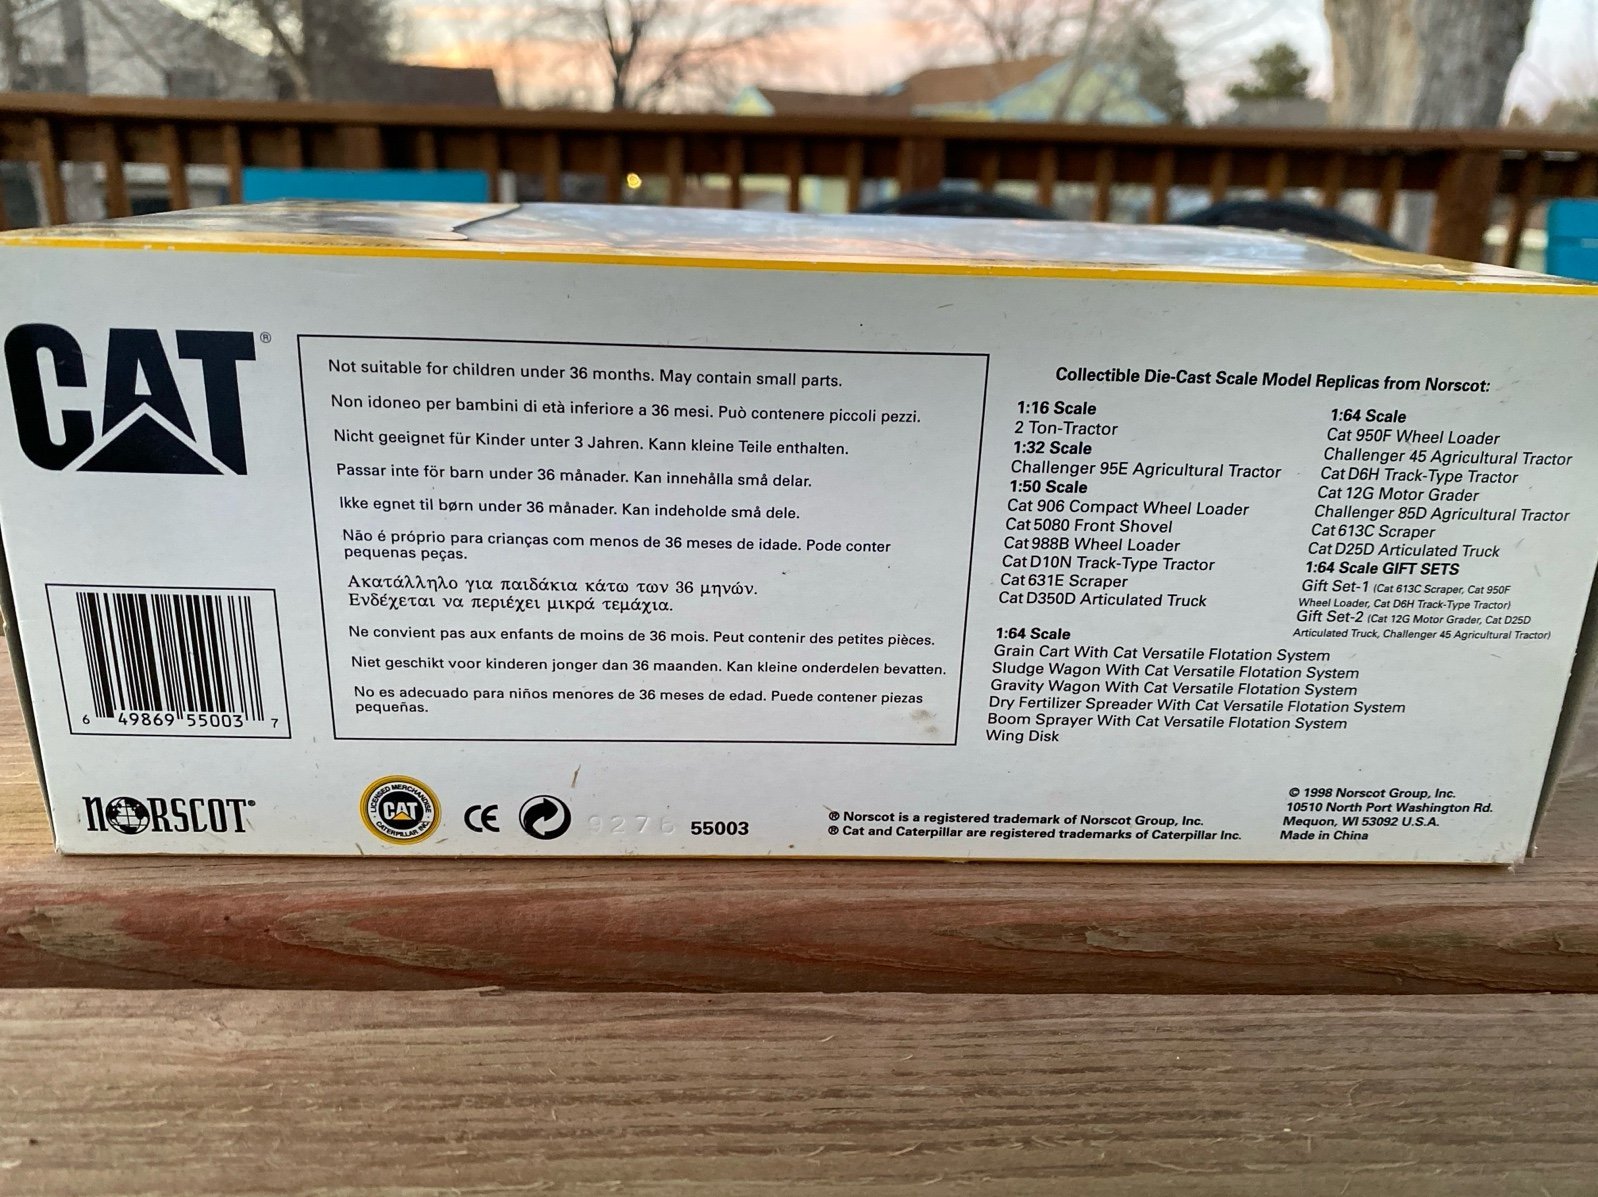 CAT®
Not suitable for children under 36 months. May contain small parts.
Non idoneo per bambini di età inferiore a 36 mesi. Può contenere piccoli pezzi.
Nicht geeignet für Kinder unter 3 Jahren. Kann kleine Teile enthalten.
Passar inte för barn under 36 månader. Kan innehålla små delar.
Ikke egnet til børn under 36 månader. Kan indeholde små dele.
Não é próprio para crianças com menos de 36 meses de idade. Pode conter
pequenas peças.
Ακατάλληλο για παιδάκια κάτω των 36 μηνών.
Ενδέχεται να περιέχει μικρά τεμάχια.
Ne convient pas aux enfants de moins de 36 mois. Peut contenir des petites pièces.
Niet geschikt voor kinderen jonger dan 36 maanden. Kan kleine onderdelen bevatten.
No es adecuado para niños menores de 36 meses de edad. Puede contener piezas
pequeñas.
Collectible Die-Cast Scale Model Replicas from Norscot:
1:16 Scale
2 Ton-Tractor
1:32 Scale
Challenger 95E Agricultural Tractor
1:50 Scale
Cat 906 Compact Wheel Loader
Cat 5080 Front Shovel
Cat 988B Wheel Loader
Cat D10N Track-Type Tractor
Cat 631E Scraper
Cat D350D Articulated Truck
1:64 Scale
Cat 950F Wheel Loader
Challenger 45 Agricultural Tractor
Cat D6H Track-Type Tractor
Cat 12G Motor Grader
Challenger 85D Agricultural Tractor
Cat 613C Scraper
Cat D25D Articulated Truck
1:64 Scale GIFT SETS
Gift Set-1 (Cat 613C Scraper, Cat 950F
Wheel Loader, Cat D6H Track-Type Tractor)
Gift Set-2 (Cat 12G Motor Grader, Cat D25D
Articulated Truck, Challenger 45 Agricultural Tractor)
1:64 Scale
Grain Cart With Cat Versatile Flotation System
Sludge Wagon With Cat Versatile Flotation System
Gravity Wagon With Cat Versatile Flotation System
Dry Fertilizer Spreader With Cat Versatile Flotation System
Boom Sprayer With Cat Versatile Flotation System
Wing Disk
6 49869 55003 7
NORSCOT®
LICENSED MERCHANDISE
CAT
CATERPILLAR INC.
CE
9276
55003
® Norscot is a registered trademark of Norscot Group, Inc.
® Cat and Caterpillar are registered trademarks of Caterpillar Inc.
© 1998 Norscot Group, Inc.
10510 North Port Washington Rd.
Mequon, WI 53092 U.S.A.
Made in China